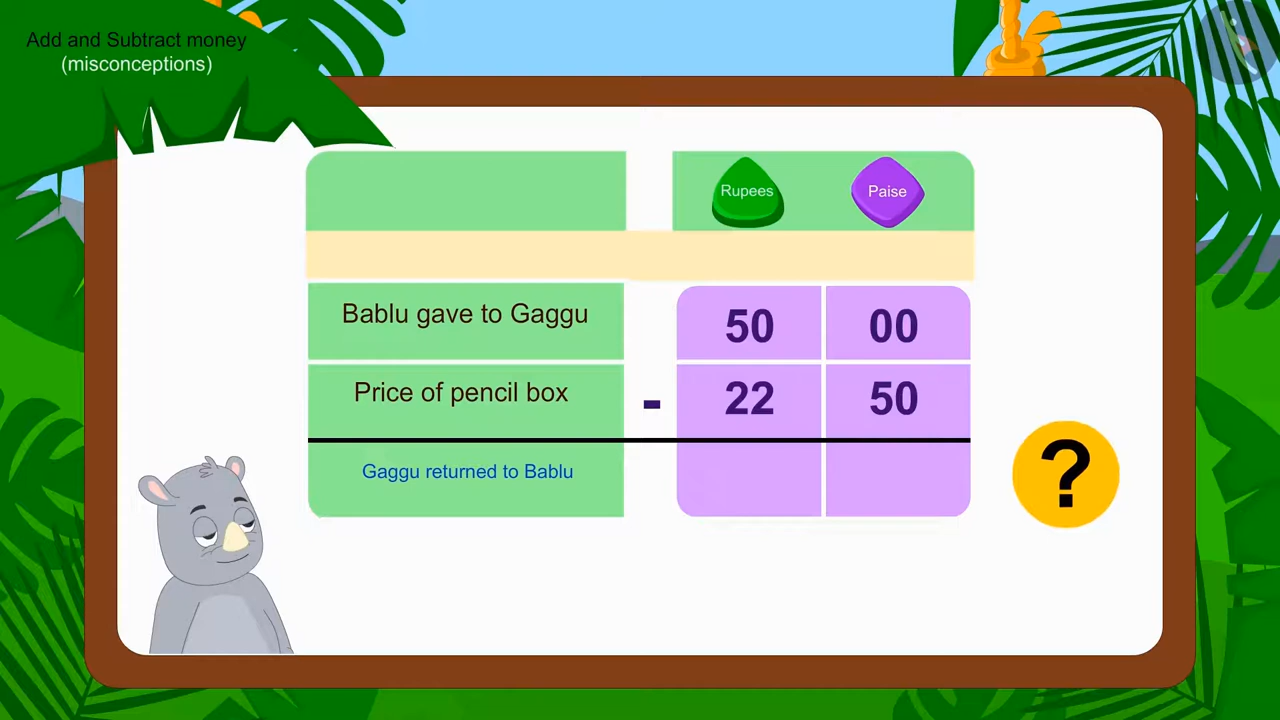 Add and Subtract money
(misconceptions)
Rupees Paise
Bablu gave to Gaggu 50 00
Price of pencil box - 22 50
Gaggu returned to Bablu
?